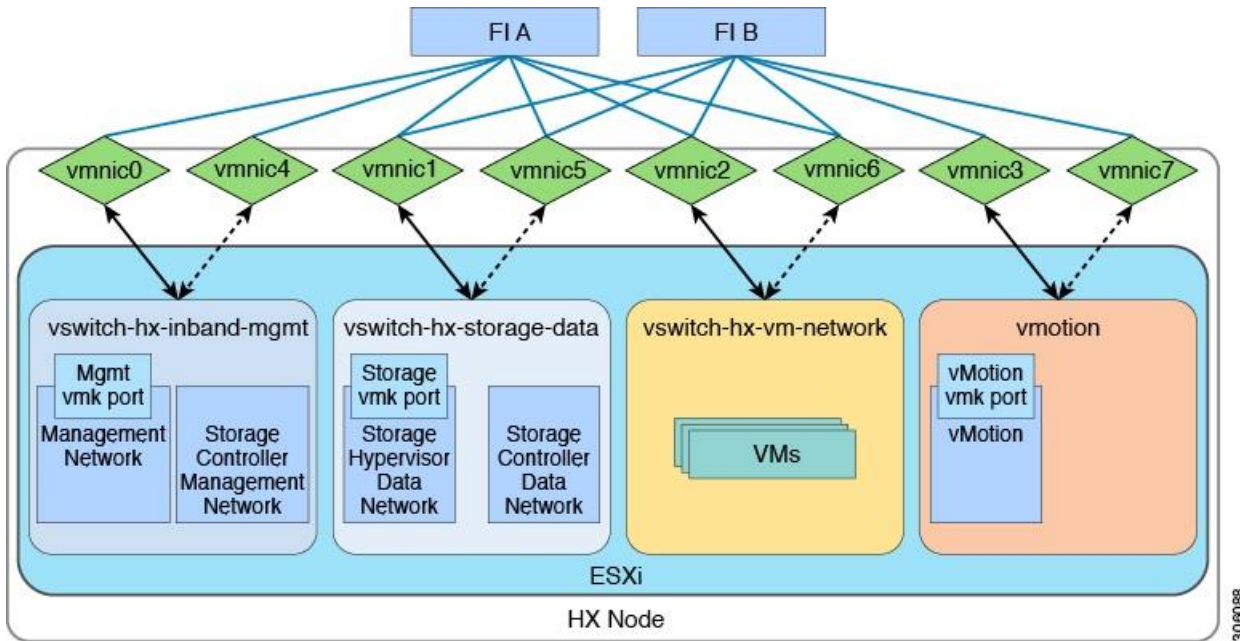 FI A
FI B
vmnic0
vmnic4
vmnic1
vmnic5
vmnic2
vmnic6
vmnic3
vmnic7
vswitch-hx-inband-mgmt
Mgmt
vmk port
Management
Network
Storage
Controller
Management
Network
vswitch-hx-storage-data
Storage
vmk port
Storage
Hypervisor
Data
Network
Storage
Controller
Data
Network
vswitch-hx-vm-network
VMs
vmotion
vMotion
vmk port
vMotion
ESXi
HX Node
306088